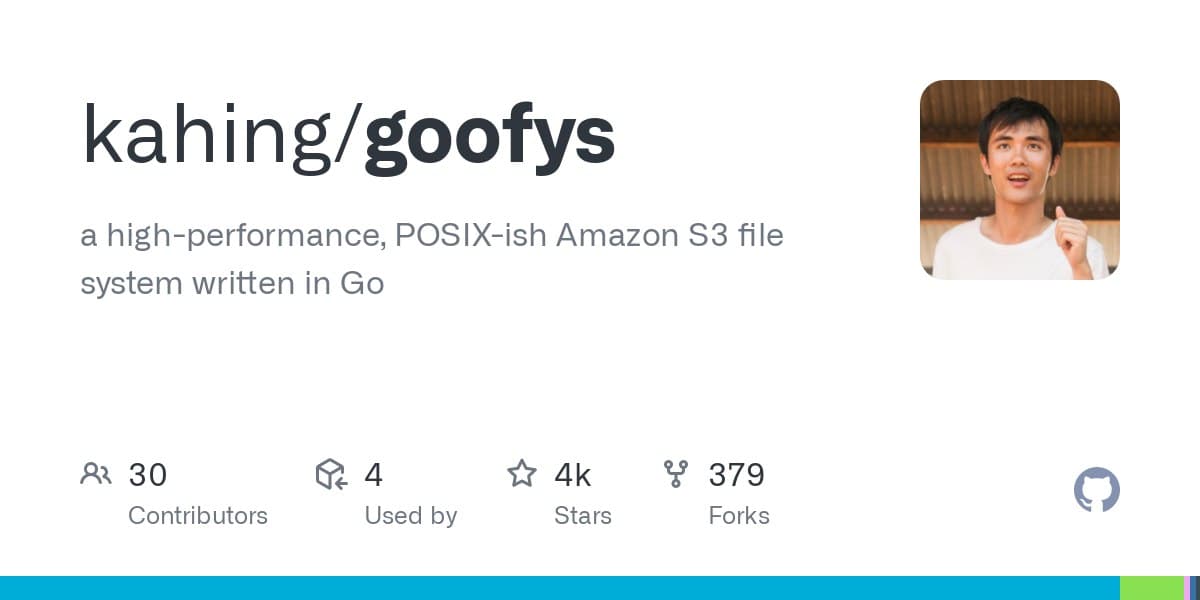 kahing/goofys
a high-performance, POSIX-ish Amazon S3 file
system written in Go
30
Contributors
4
Used by
4k
Stars
379
Forks